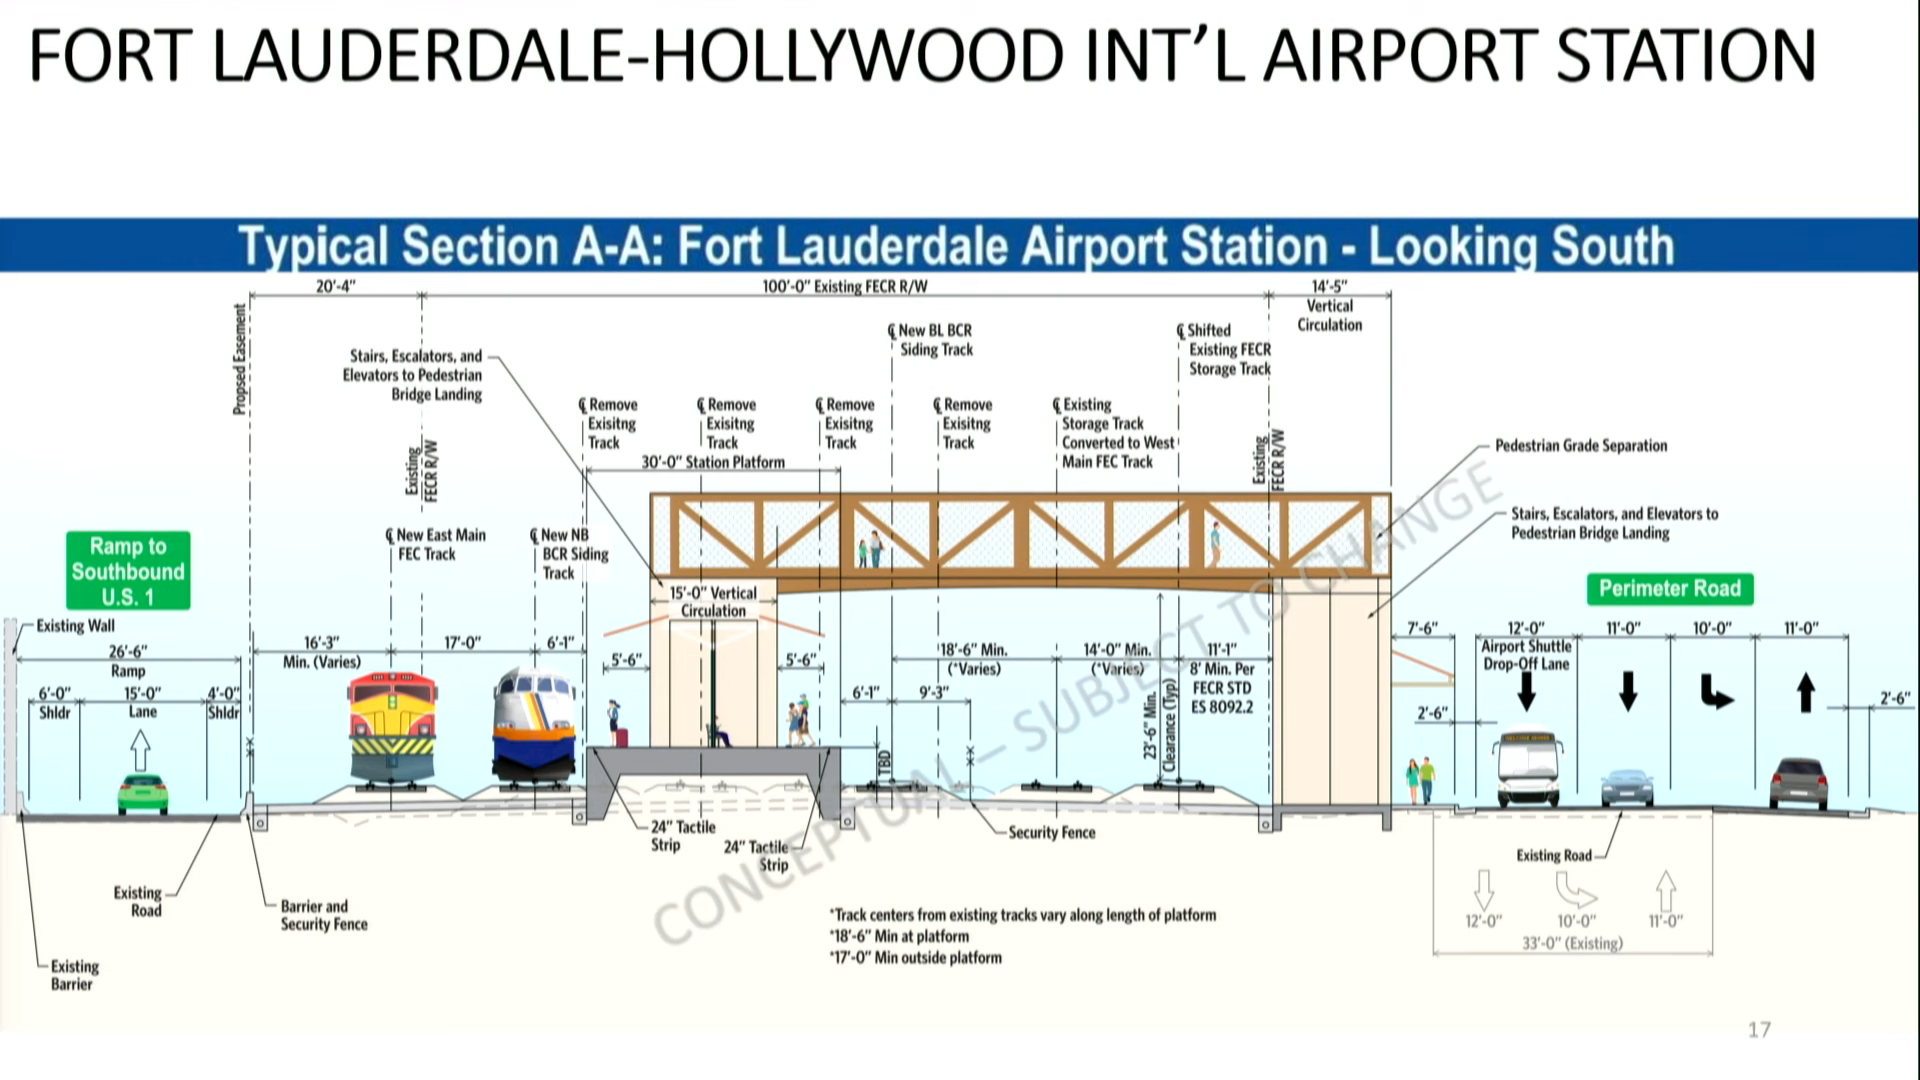 FORT LAUDERDALE-HOLLYWOOD INT'L AIRPORT STATION
Typical Section A-A: Fort Lauderdale Airport Station - Looking South
20'-4"
100'-0" Existing FECR R/W
14'-5"
Vertical
Circulation
Propsed Easement
Stairs, Escalators, and
Elevators to Pedestrian
Bridge Landing
℄ New BL BCR
Siding Track
℄ Shifted
Existing FECR
Storage Track
℄ Remove
Exisitng
Track
℄ Remove
Exisitng
Track
℄ Remove
Exisitng
Track
℄ Remove
Exisitng
Track
℄ Existing
Storage Track
Converted to West
Main FEC Track
Existing
FECR R/W
Existing
FECR R/W
30'-0" Station Platform
Pedestrian Grade Separation
Stairs, Escalators, and Elevators to
Pedestrian Bridge Landing
℄ New East Main
FEC Track
℄ New NB
BCR Siding
Track
Ramp to
Southbound
U.S. 1
Perimeter Road
15'-0" Vertical
Circulation
Existing Wall
26'-6"
Ramp
6'-0"
Shldr
15'-0"
Lane
4'-0"
Shldr
16'-3"
Min. (Varies)
17'-0"
6'-1"
5'-6"
5'-6"
6'-1"
9'-3"
18'-6" Min.
(*Varies)
14'-0" Min.
(*Varies)
11'-1"
8' Min. Per
FECR STD
ES 8092.2
23'-6" Min.
Clearance (Typ)
TBD
7'-6"
2'-6"
12'-0"
Airport Shuttle
Drop-Off Lane
11'-0"
10'-0"
11'-0"
2'-6"
24" Tactile
Strip
24" Tactile
Strip
Security Fence
Existing Road
Existing
Road
Barrier and
Security Fence
Existing
Barrier
12'-0"
10'-0"
11'-0"
33'-0" (Existing)
*Track centers from existing tracks vary along length of platform
*18'-6" Min at platform
*17'-0" Min outside platform
CONCEPTUAL – SUBJECT TO CHANGE
17